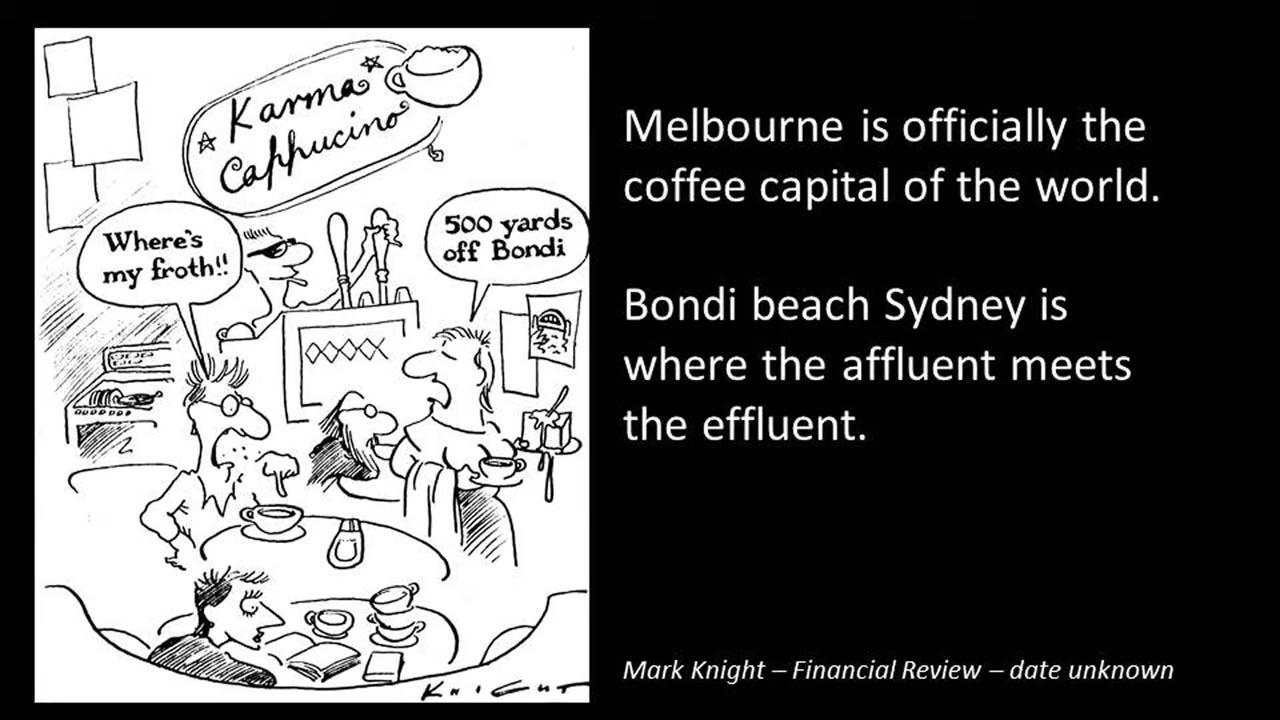 Karma
Cappucino
Where's
my froth!!
500 yards
off Bondi
KNIGHT
Melbourne is officially the
coffee capital of the world.
Bondi beach Sydney is
where the affluent meets
the effluent.
Mark Knight – Financial Review – date unknown